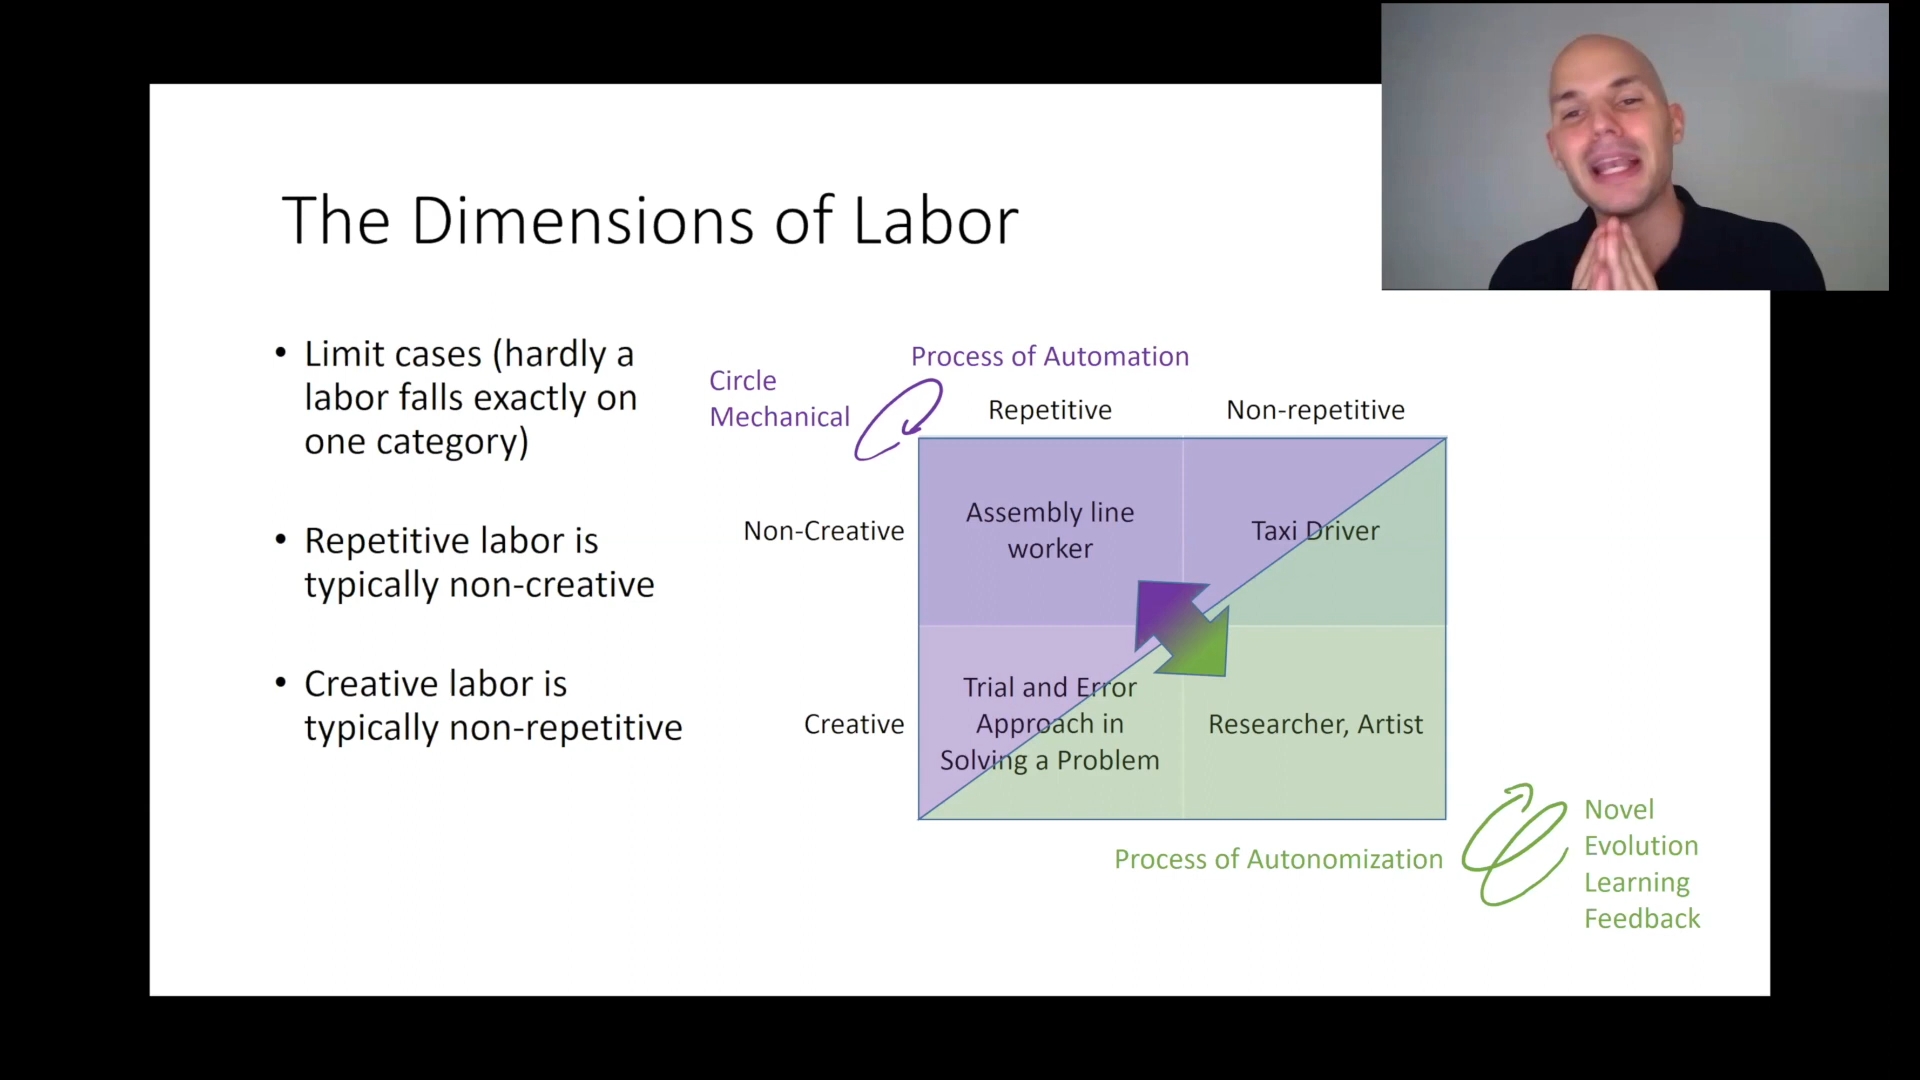 The Dimensions of Labor
• Limit cases (hardly a
labor falls exactly on
one category)
• Repetitive labor is
typically non-creative
• Creative labor is
typically non-repetitive
Process of Automation
Circle
Mechanical
Repetitive
Non-repetitive
Non-Creative
Assembly line
worker
Taxi Driver
Creative
Trial and Error
Approach in
Solving a Problem
Researcher, Artist
Process of Autonomization
Novel
Evolution
Learning
Feedback